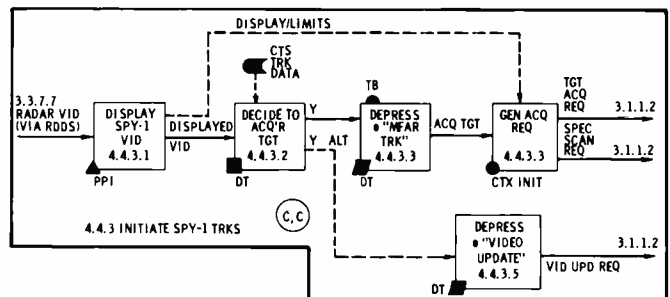 DISPLAY/LIMITS
CTS
TRK
DATA
3.3.7.7
RADAR VID
(VIA RDDS)
DISPLAY
SPY-1
VID
4.4.3.1
PPI
DISPLAYED
VID
DECIDE TO
ACQ'R
TGT
4.4.3.2
DT
Y
Y ALT
TB
DEPRESS
"MFAR
TRK"
4.4.3.3
DT
ACQ TGT
GEN ACQ
REQ
4.4.3.3
CTX INIT
TGT
ACQ
REQ
3.1.1.2
SPEC
SCAN
REQ
3.1.1.2
4.4.3 INITIATE SPY-1 TRKS
C,C
DEPRESS
"VIDEO
UPDATE"
4.4.3.5
DT
3.1.1.2
VID UPD REQ